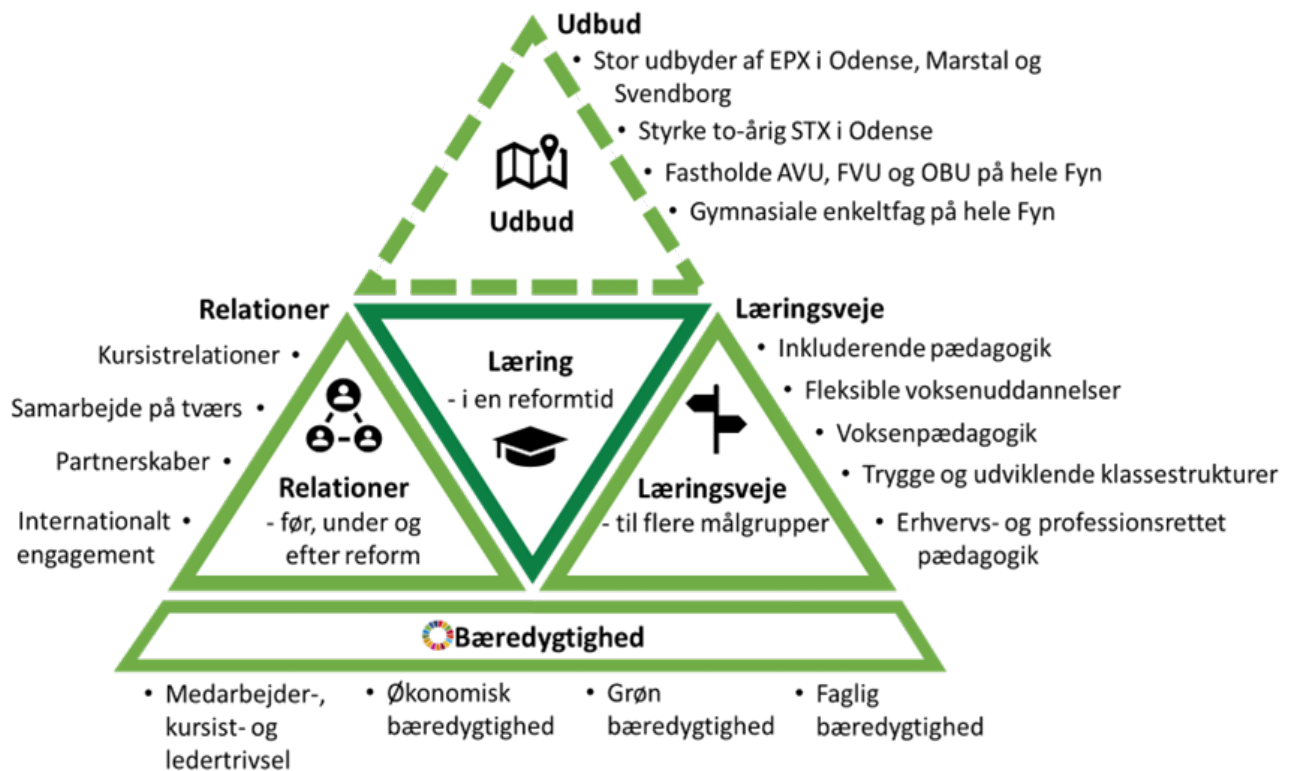 Udbud
• Stor udbyder af EPX i Odense, Marstal og
Svendborg
• Styrke to-årig STX i Odense
• Fastholde AVU, FVU og OBU på hele Fyn
• Gymnasiale enkeltfag på hele Fyn
Udbud
Relationer
Kursistrelationer •
Samarbejde på tværs •
Partnerskaber •
Internationalt •
engagement
Relationer
- før, under og
efter reform
Læring
- i en reformtid
Læringsveje
• Inkluderende pædagogik
• Fleksible voksenuddannelser
• Voksenpædagogik
• Trygge og udviklende klassestrukturer
• Erhvervs- og professionsrettet
pædagogik
Læringsveje
- til flere målgrupper
Bæredygtighed
• Medarbejder-,
kursist- og
ledertrivsel
• Økonomisk
bæredygtighed
• Grøn
bæredygtighed
• Faglig
bæredygtighed